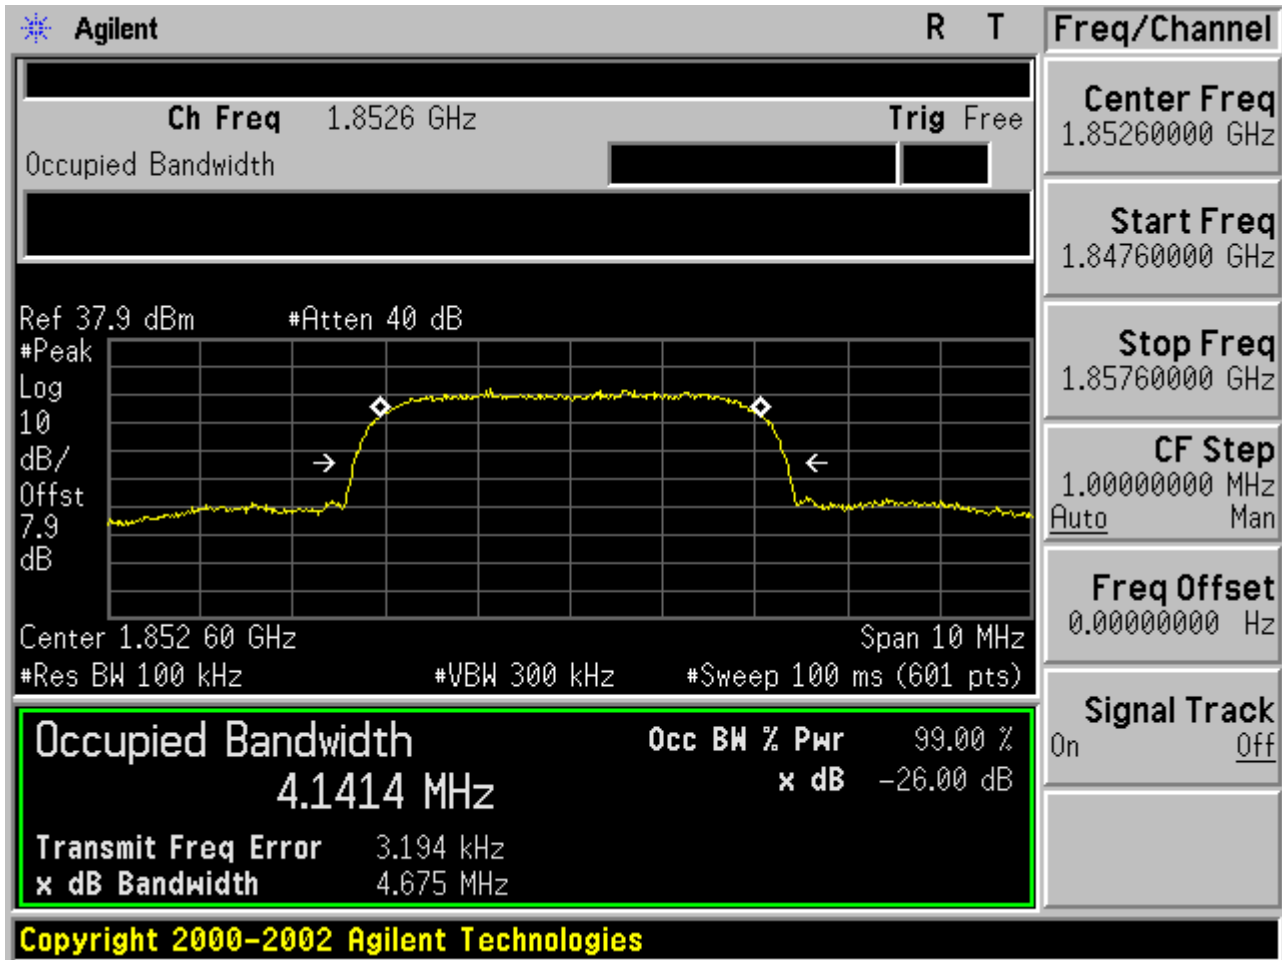 Agilent R T Freq/Channel
Ch Freq 1.8526 GHz Trig Free
Occupied Bandwidth
Center Freq
1.85260000 GHz
Start Freq
1.84760000 GHz
Stop Freq
1.85760000 GHz
CF Step
1.00000000 MHz
Auto Man
Freq Offset
0.00000000 Hz
Signal Track
On Off
Ref 37.9 dBm #Atten 40 dB
#Peak
Log
10
dB/
Offst
7.9
dB
Center 1.852 60 GHz Span 10 MHz
#Res BW 100 kHz #VBW 300 kHz #Sweep 100 ms (601 pts)
Occupied Bandwidth Occ BW % Pwr 99.00 %
4.1414 MHz x dB -26.00 dB
Transmit Freq Error 3.194 kHz
x dB Bandwidth 4.675 MHz
Copyright 2000-2002 Agilent Technologies